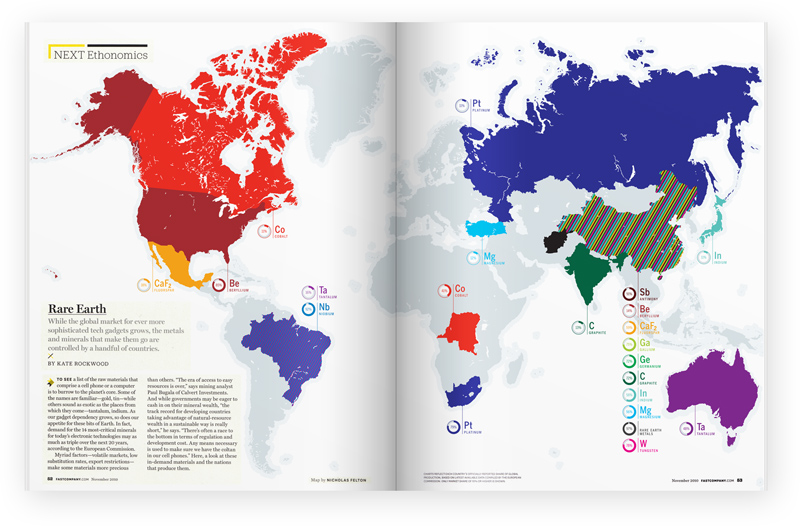 NEXT Ethonomics
Co
COBALT
CaF2
Be
BERYLLIUM
Ta
TANTALUM
Nb
NIOBIUM
Rare Earth
While the global market for ever more
sophisticated tech gadgets grows, the metals
and minerals that make them go are
controlled by a handful of countries.
BY KATE ROCKWOOD
TO SEE a list of the raw materials that
comprise a cell phone or a computer
is to burrow to the planet's core. Some of
the names are familiar—gold, tin—while
others sound as exotic as the places from
which they come—tantalum, indium. As
our gadget dependency grows, so does our
appetite for these bits of Earth. In fact,
demand for the 14 most-critical minerals
for today's electronic technologies may as
much as triple over the next 20 years,
according to the European Commission.
Myriad factors—volatile markets, low
substitution rates, export restrictions—
make some materials more precious
than others. "The era of access to easy
resources is over," says mining analyst
Paul Bugala of Calvert Investments.
And while governments may be eager to
cash in on their mineral wealth, "the
track record for developing countries
taking advantage of natural-resource
wealth in a sustainable way is really
short," he says. "There's often a race to
the bottom in terms of regulation and
development cost. Any means necessary
is used to make sure we have the coltan
in our cell phones." Here, a look at these
in-demand materials and the nations
that produce them.
68 FASTCOMPANY.COM November 2010
Map by NICHOLAS FELTON
Pt
PLATINUM
Mg
MAGNESIUM
In
INDIUM
Co
COBALT
C
GRAPHITE
Sb
ANTIMONY
Be
BERYLLIUM
CaF2
Ga
GALLIUM
Ge
GERMANIUM
C
GRAPHITE
In
INDIUM
Mg
MAGNESIUM
RARE EARTH
METALS
W
TUNGSTEN
Ta
TANTALUM
Pt
PLATINUM
November 2010 FASTCOMPANY.COM 69